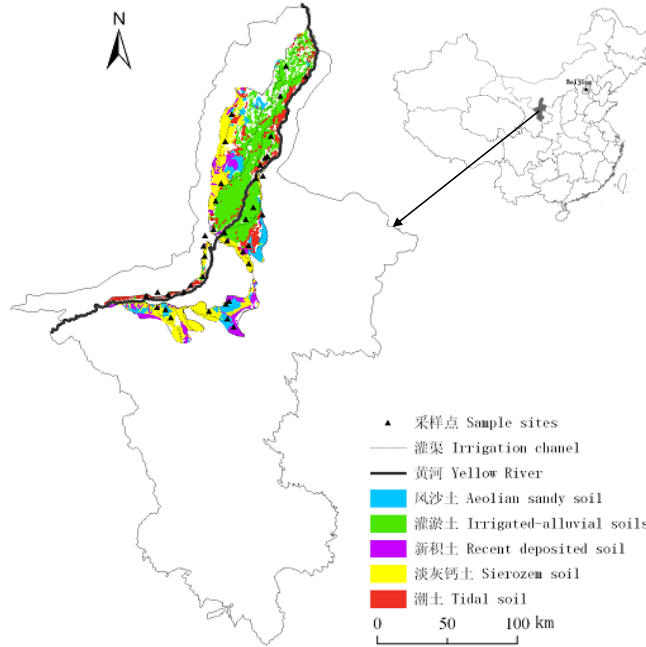 N
Beijing
采样点 Sample sites
灌渠 Irrigation chanel
黄河 Yellow River
风沙土 Aeolian sandy soil
灌淤土 Irrigated-alluvial soils
新积土 Recent deposited soil
淡灰钙土 Sierozem soil
潮土 Tidal soil
0 50 100 km